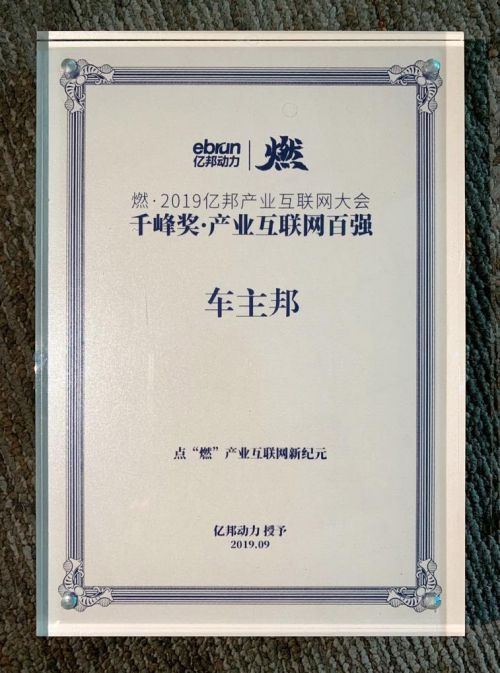 ebrun
亿邦动力
燃
燃·2019亿邦产业互联网大会
千峰奖·产业互联网百强
车主邦
点“燃”产业互联网新纪元
亿邦动力 授予
2019.09